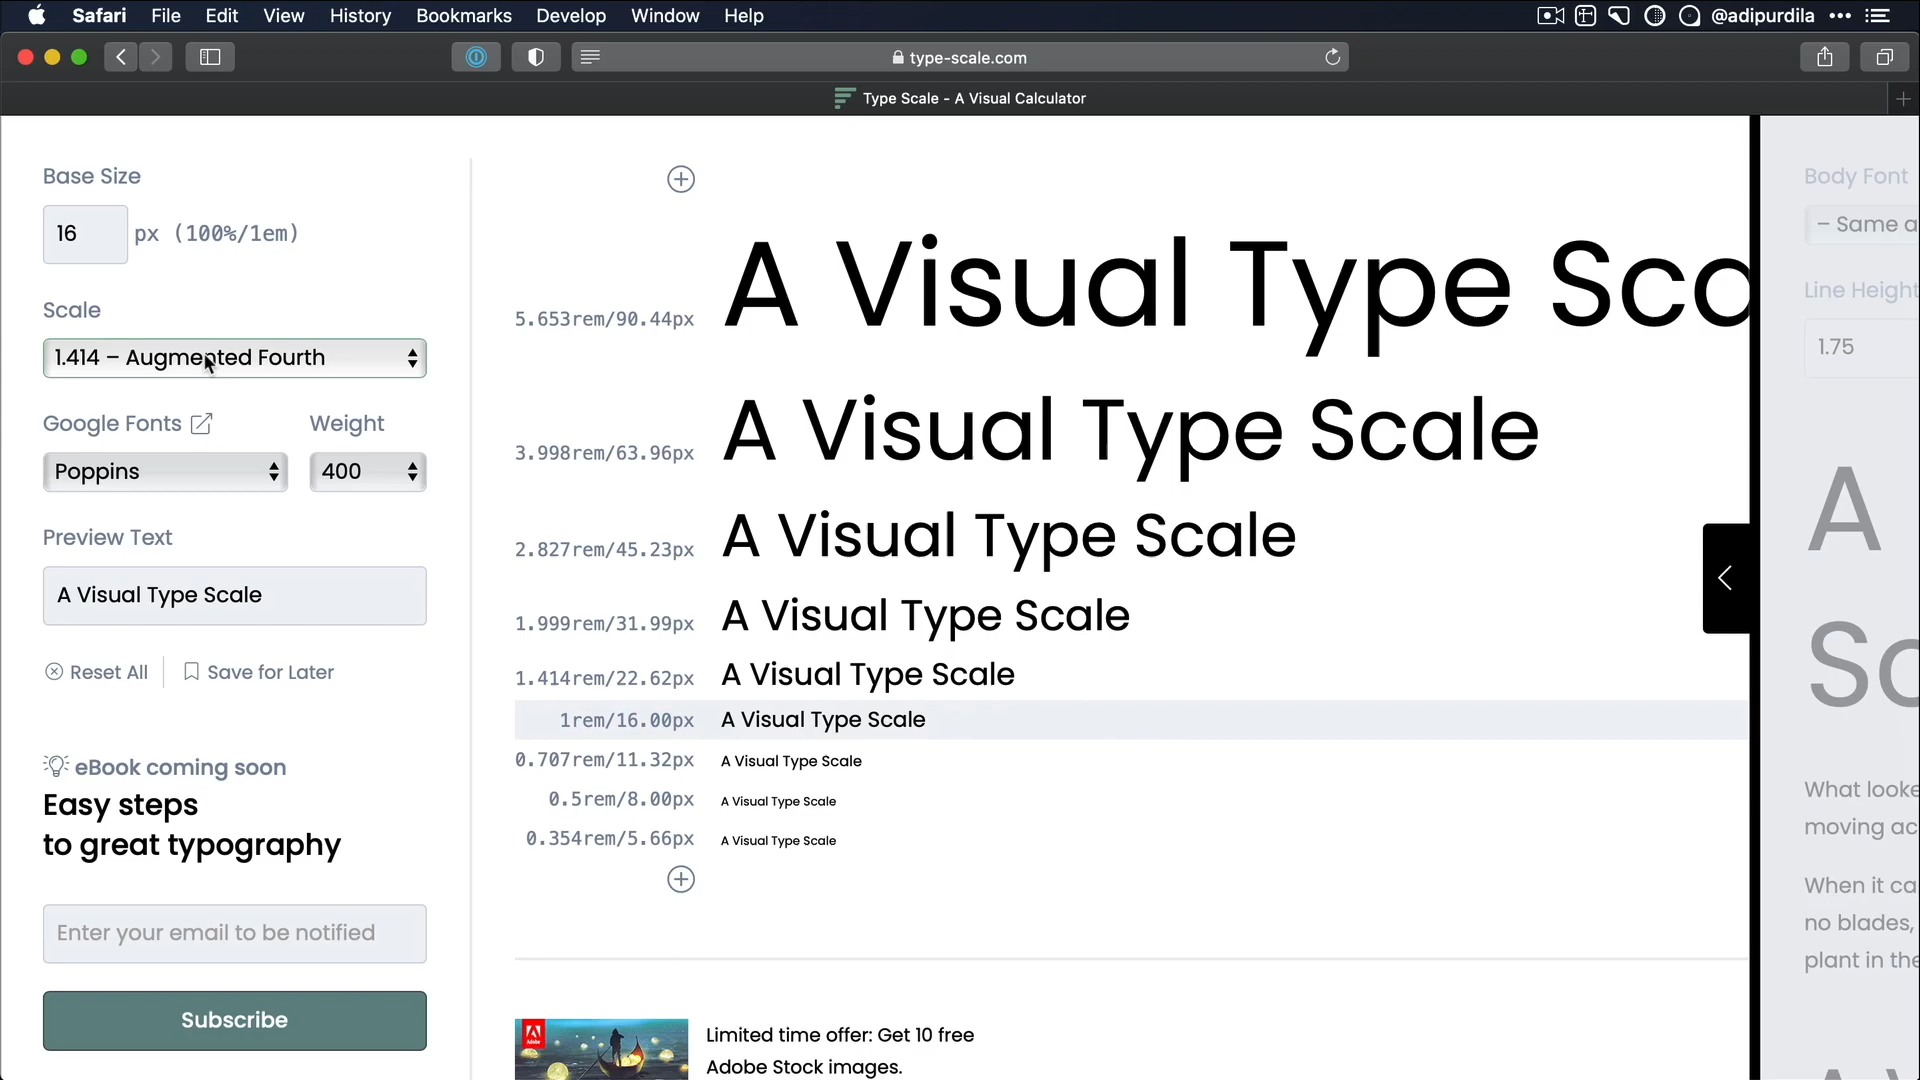 Safari File Edit View History Bookmarks Develop Window Help @adipurdila
type-scale.com
Type Scale - A Visual Calculator
Base Size
16 px (100%/1em)
Scale
1.414 – Augmented Fourth
Google Fonts Weight
Poppins 400
Preview Text
A Visual Type Scale
Reset All Save for Later
eBook coming soon
Easy steps
to great typography
Enter your email to be notified
Subscribe
5.653rem/90.44px A Visual Type Sca
3.998rem/63.96px A Visual Type Scale
2.827rem/45.23px A Visual Type Scale
1.999rem/31.99px A Visual Type Scale
1.414rem/22.62px A Visual Type Scale
1rem/16.00px A Visual Type Scale
0.707rem/11.32px A Visual Type Scale
0.5rem/8.00px A Visual Type Scale
0.354rem/5.66px A Visual Type Scale
Adobe
Limited time offer: Get 10 free
Adobe Stock images.
Body Font
– Same a
Line Height
1.75
A
Sc
What looke
moving ac
When it ca
no blades,
plant in the